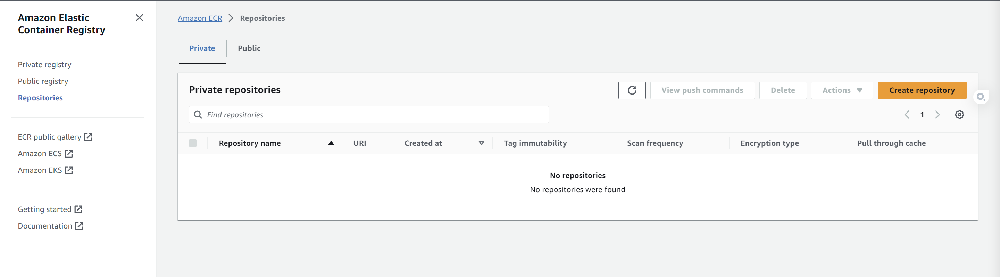 Amazon Elastic
Container Registry
Private registry
Public registry
Repositories
ECR public gallery
Amazon ECS
Amazon EKS
Getting started
Documentation
Amazon ECR > Repositories
Private Public
Private repositories
View push commands Delete Actions Create repository
Find repositories
1
Repository name URI Created at Tag immutability Scan frequency Encryption type Pull through cache
No repositories
No repositories were found